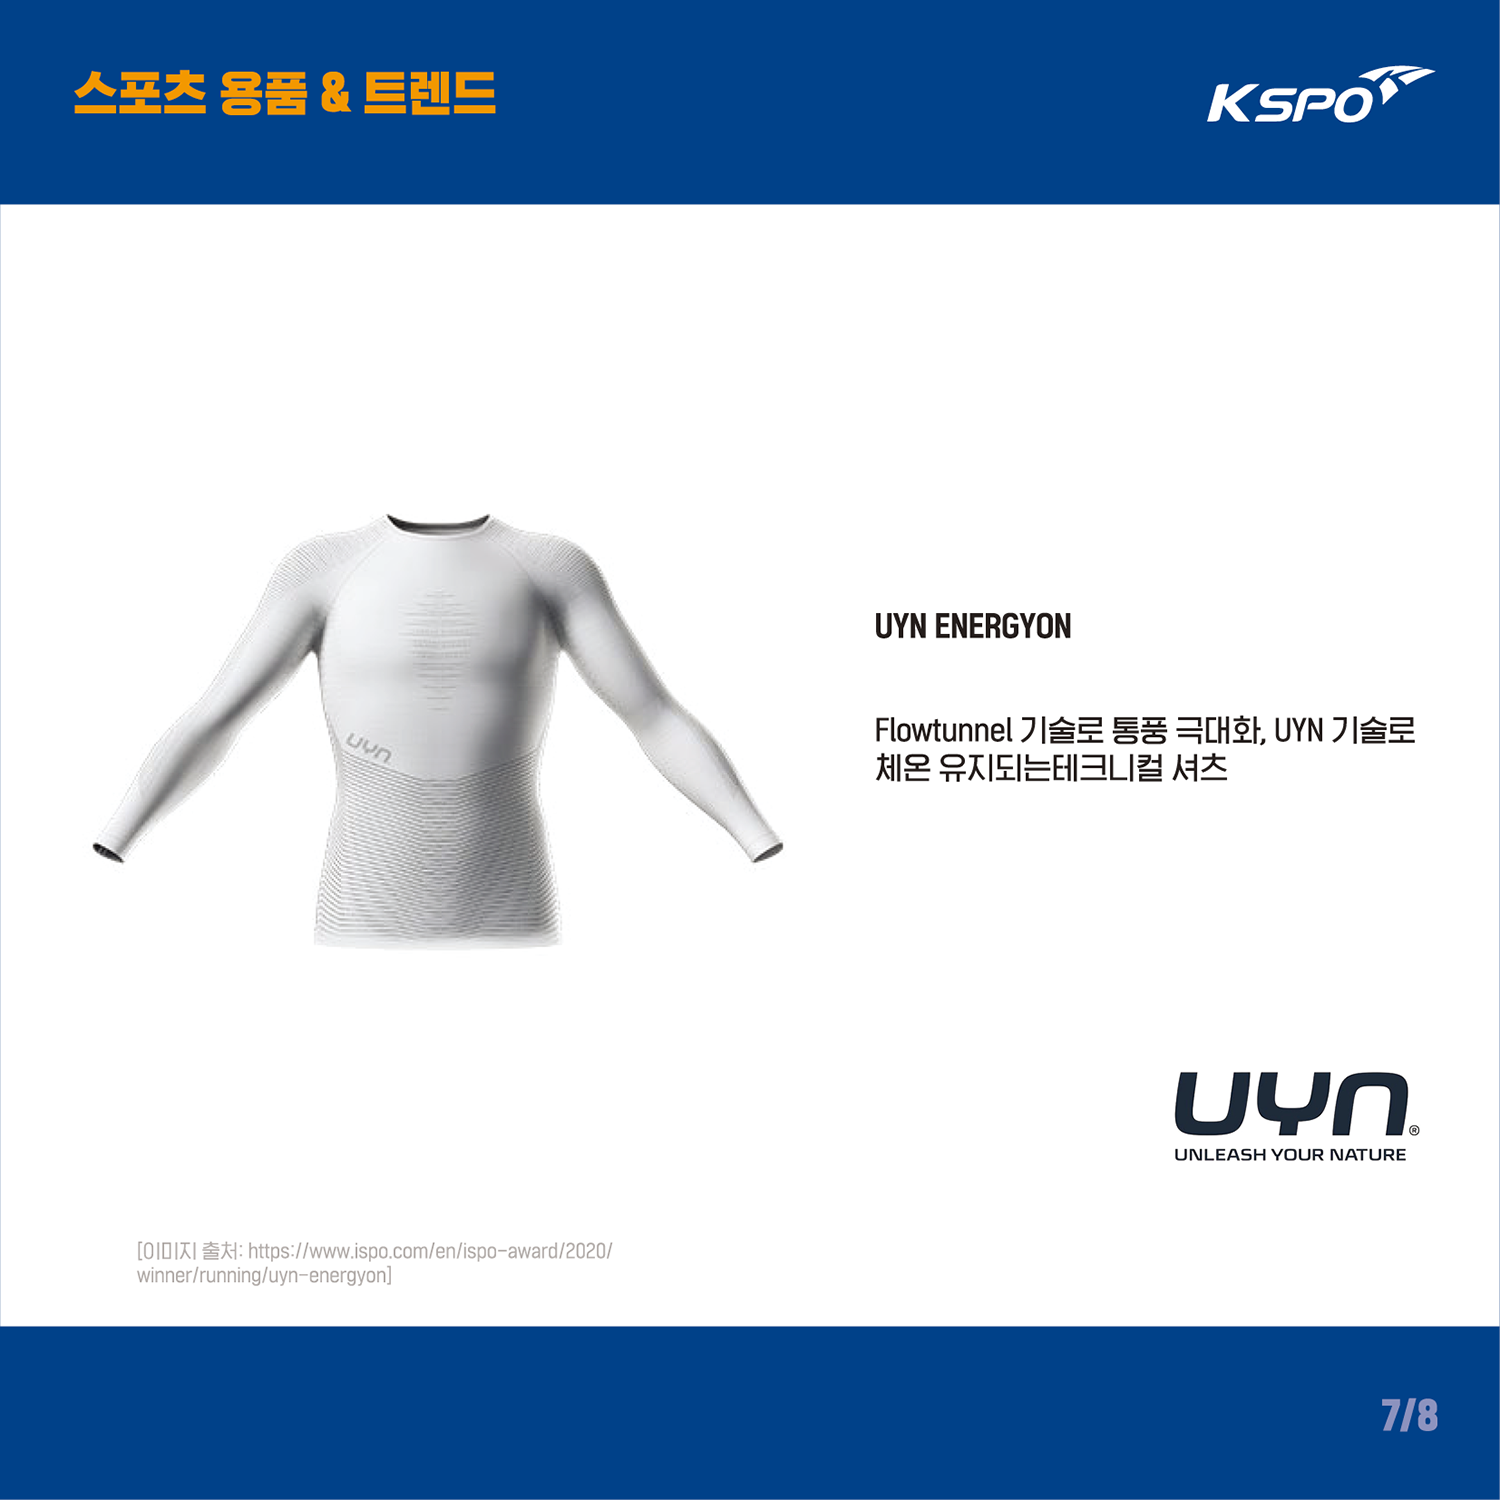 스포츠 용품 & 트렌드
KSPO
uyn
UYN ENERGYON
Flowtunnel 기술로 통풍 극대화, UYN 기술로
체온 유지되는테크니컬 셔츠
uyn®
UNLEASH YOUR NATURE
[이미지 출처: https://www.ispo.com/en/ispo-award/2020/
winner/running/uyn-energyon]
7/8